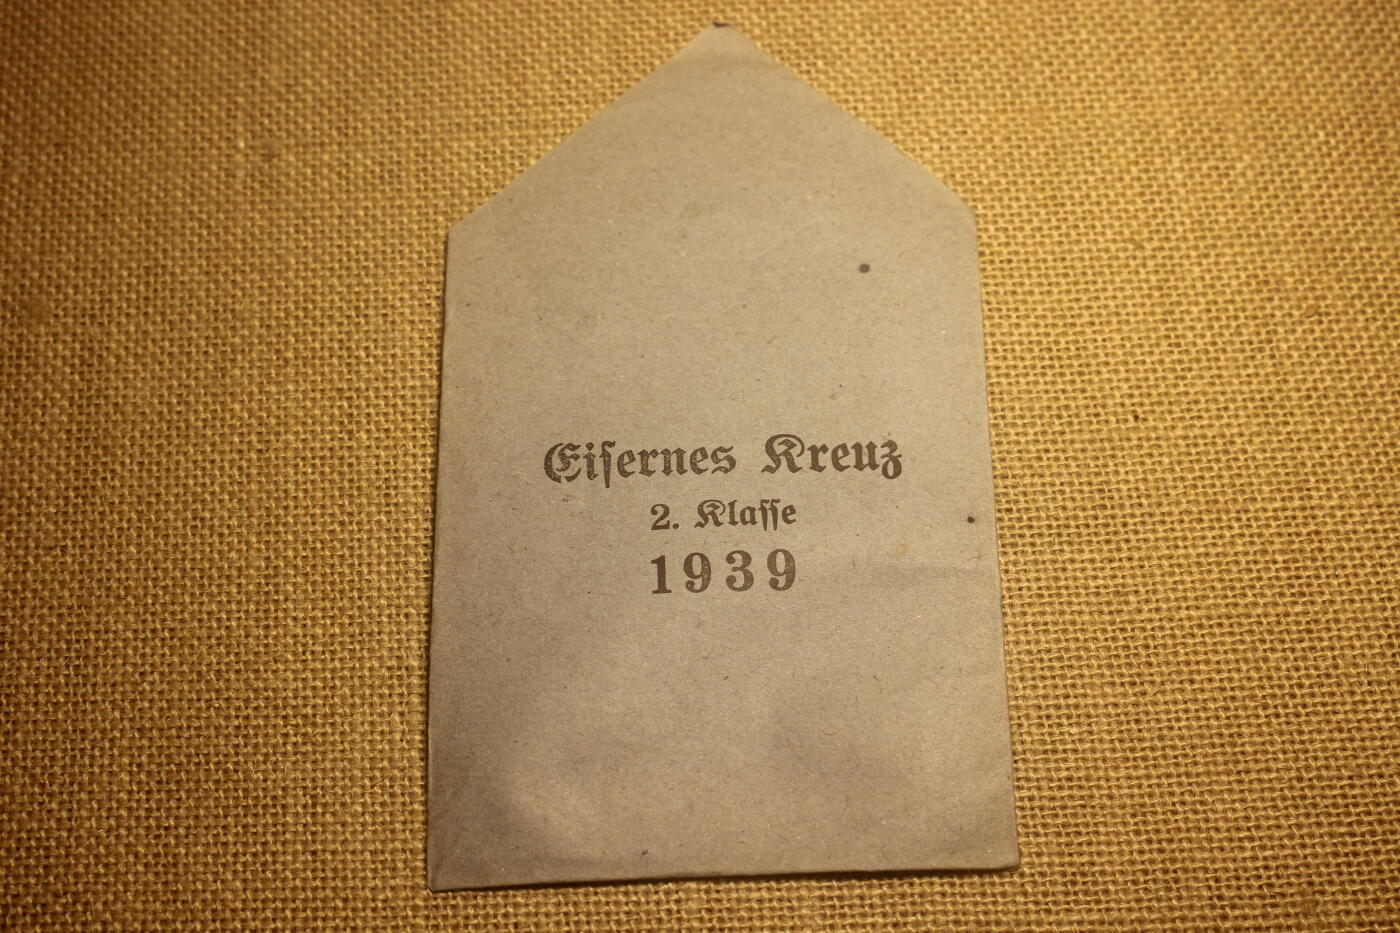 Eiſernes Kreuz
2. Klaſſe
1939